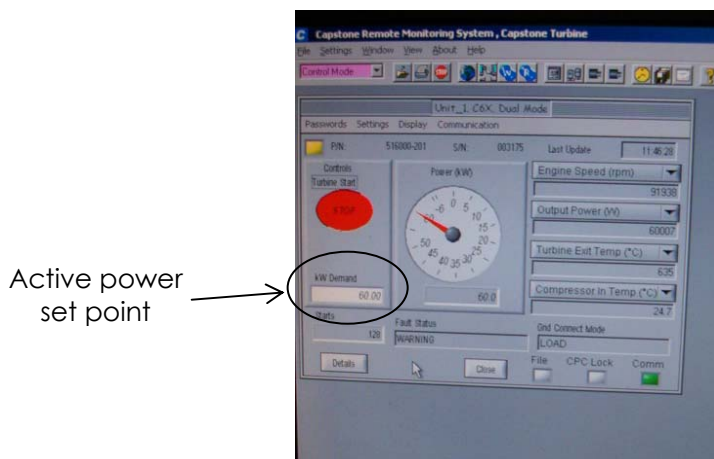 Capstone Remote Monitoring System , Capstone Turbine
File Settings Window View About Help
Control Mode
Unit_1, C6X, Dual Mode
Passwords Settings Display Communication
P/N: 516000-201 S/N: 003175 Last Update 11:46:28
Controls
Turbine Start
STOP
kW Demand
60.00
Power (kW)
-6 0 5 10 15 20 25 30 35 40 45 50 60
60.0
Engine Speed (rpm)
91938
Output Power (W)
60007
Turbine Exit Temp (°C)
635
Compressor In Temp (°C)
24.7
Starts
128
Fault Status
WARNING
Grid Connect Mode
LOAD
Details
Close
File CPC Lock Comm
Active power
set point